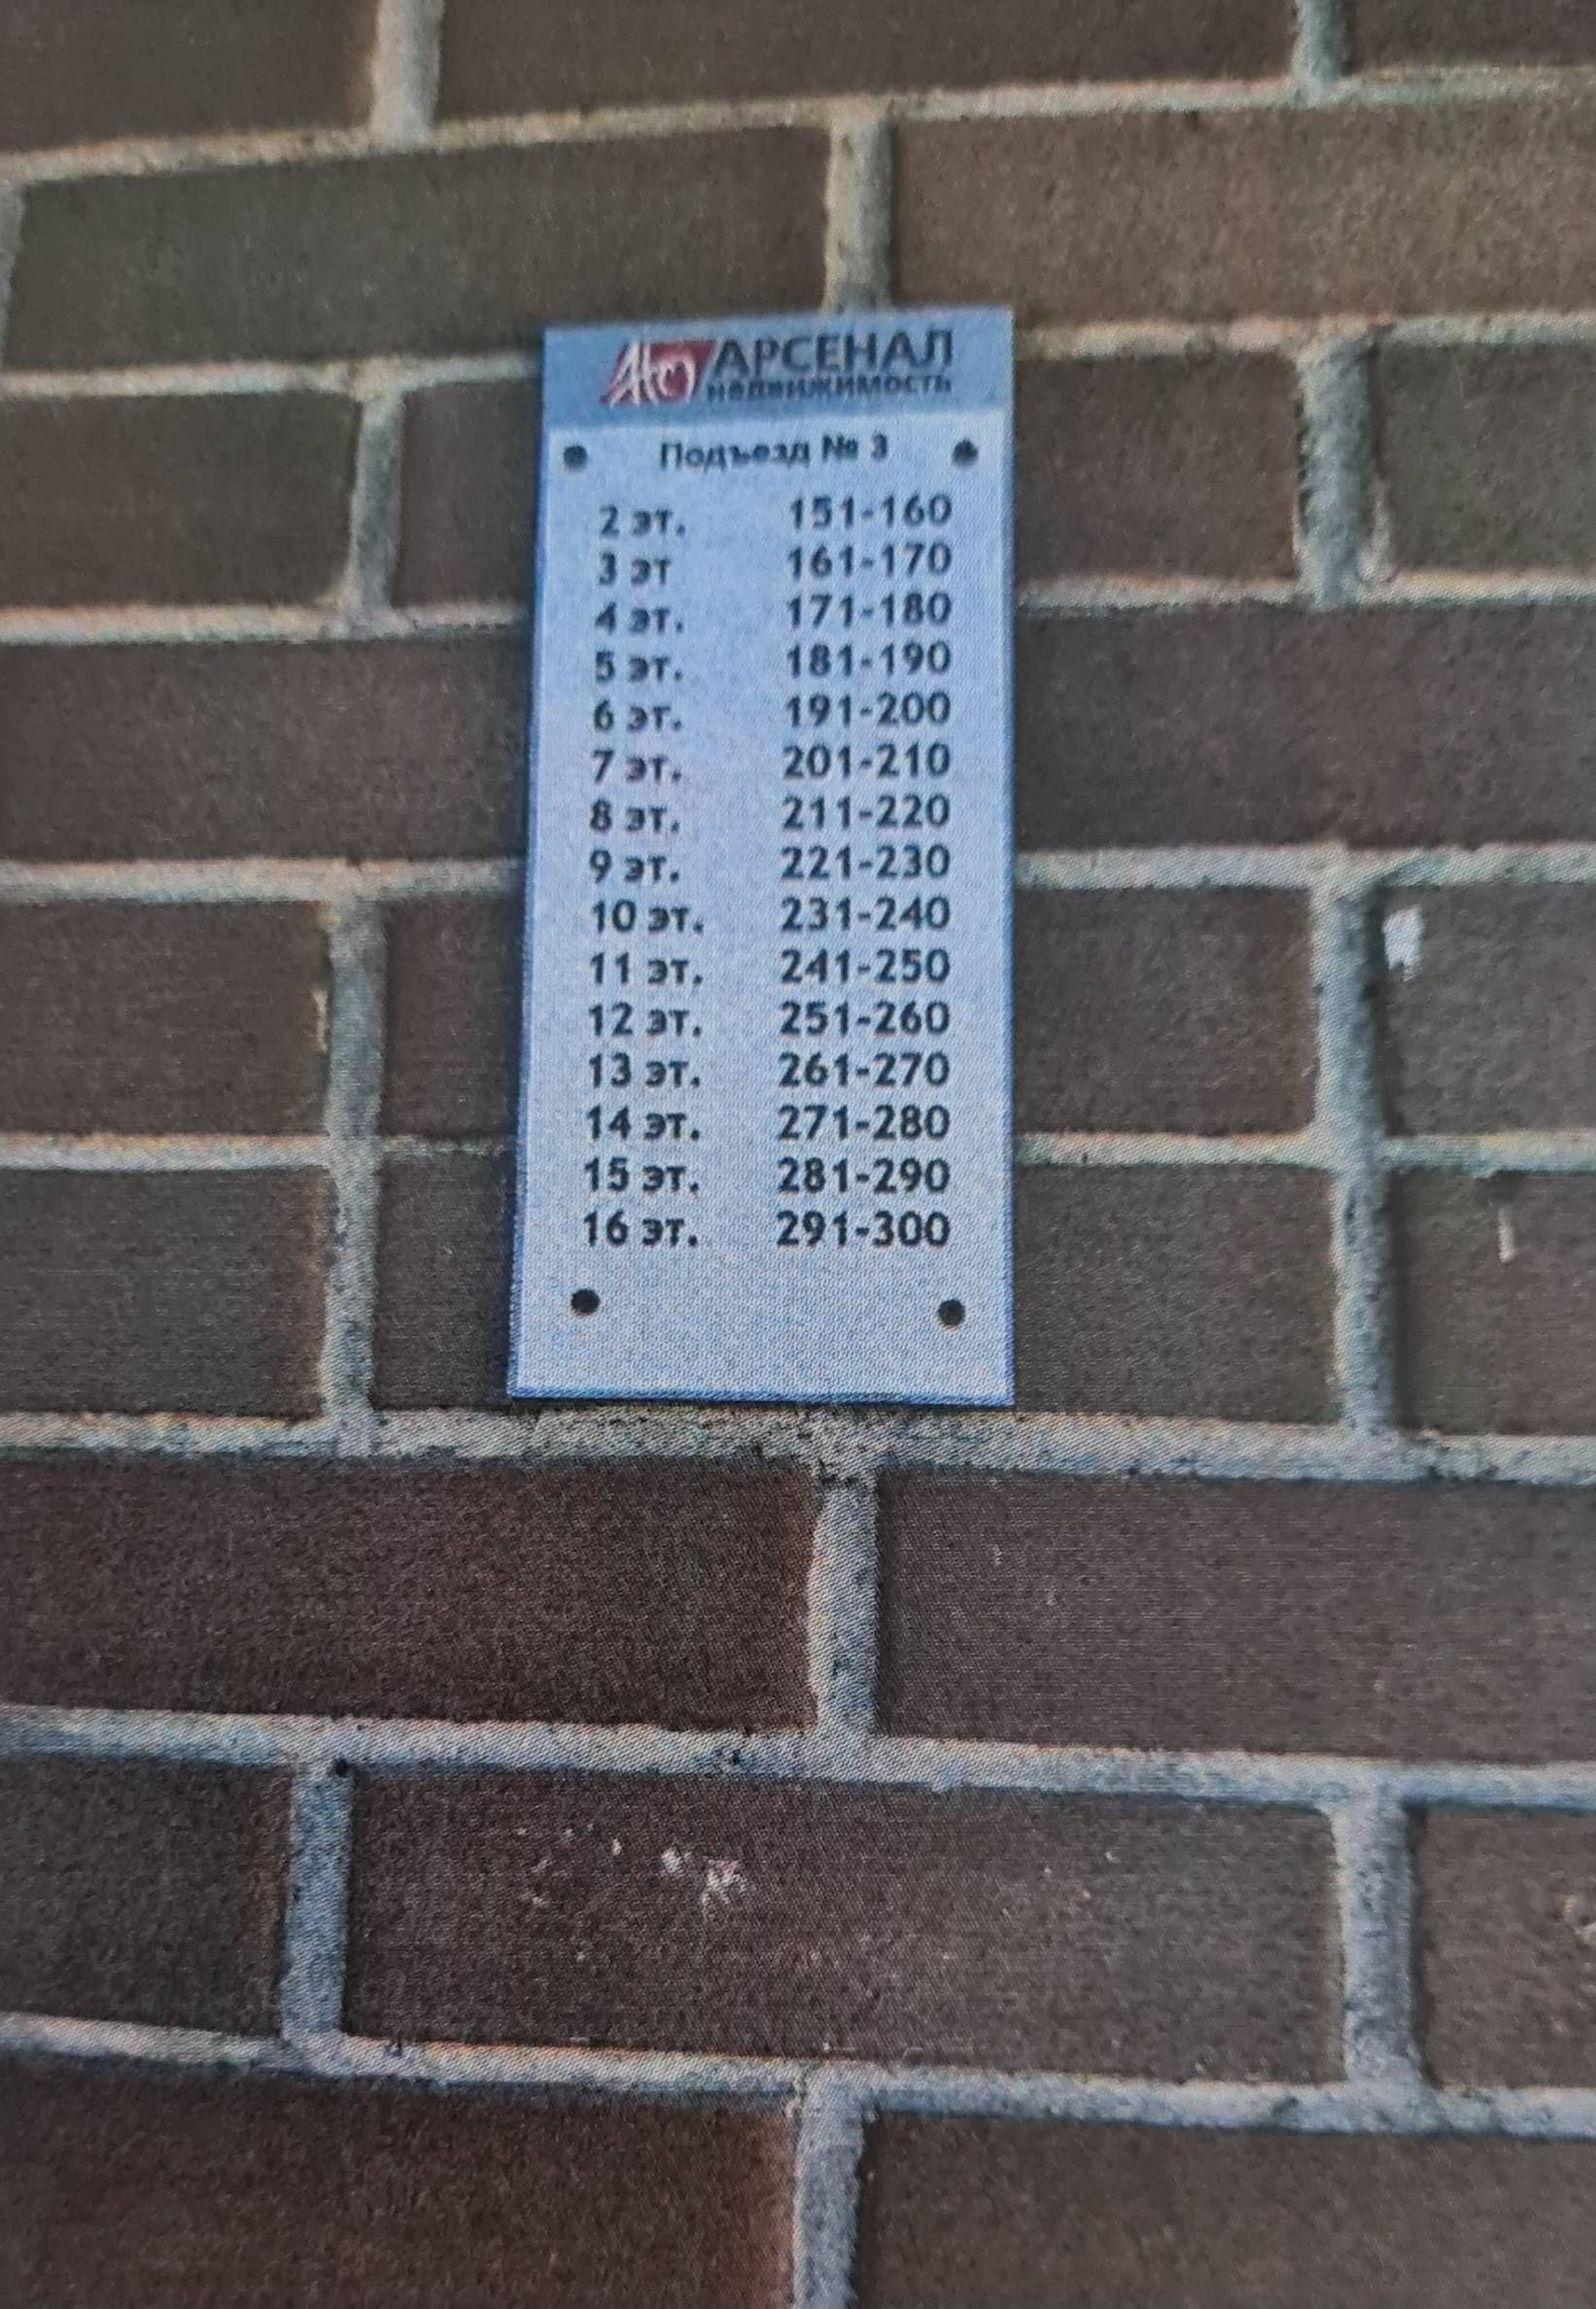 АРСЕНАЛ
недвижимость
Подъезд № 3
2 эт. 151-160
3 эт 161-170
4 эт. 171-180
5 эт. 181-190
6 эт. 191-200
7 эт. 201-210
8 эт. 211-220
9 эт. 221-230
10 эт. 231-240
11 эт. 241-250
12 эт. 251-260
13 эт. 261-270
14 эт. 271-280
15 эт. 281-290
16 эт. 291-300